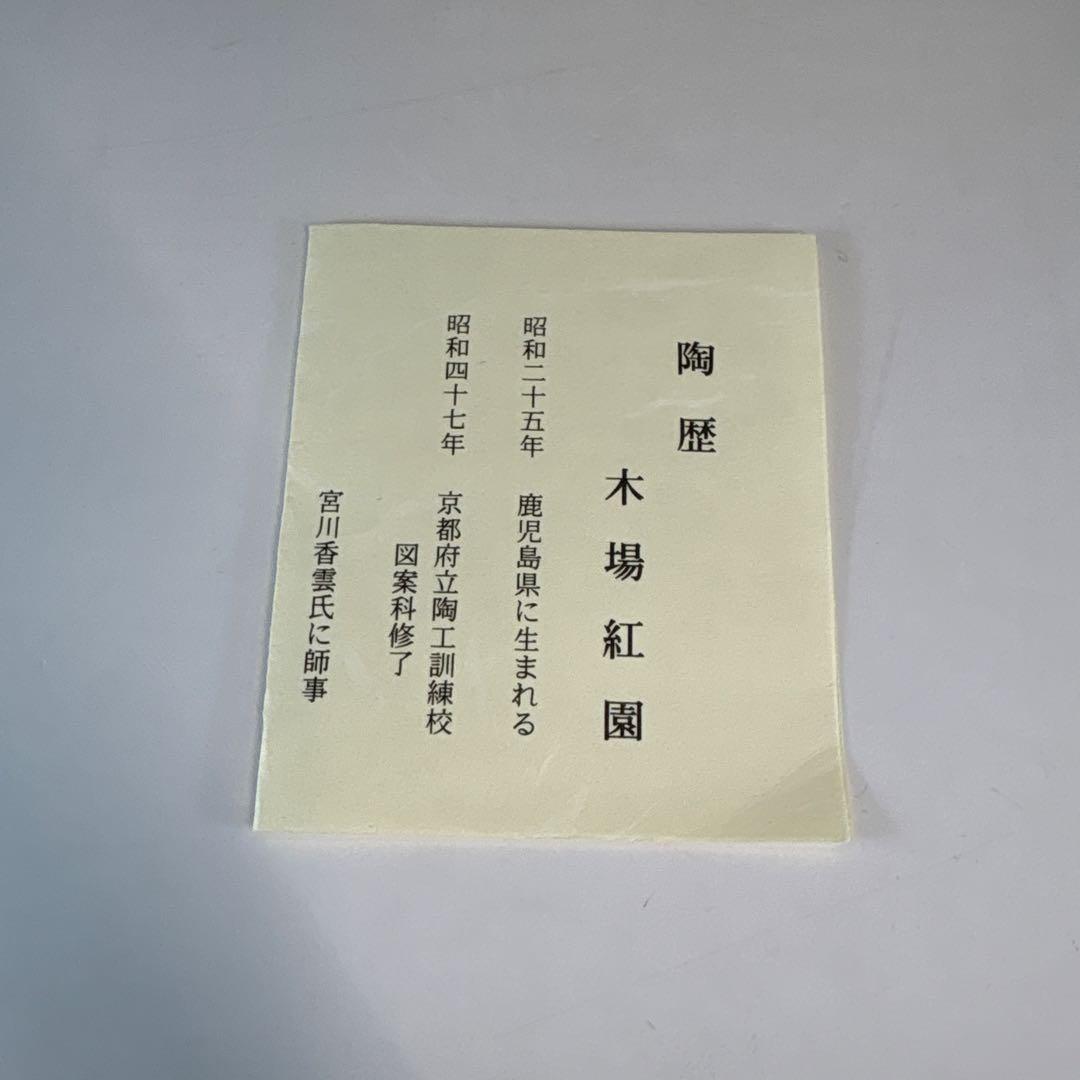 陶歴
木場紅園
昭和二十五年 鹿児島県に生まれる
昭和四十七年 京都府立陶工訓練校
図案科修了
宮川香雲氏に師事